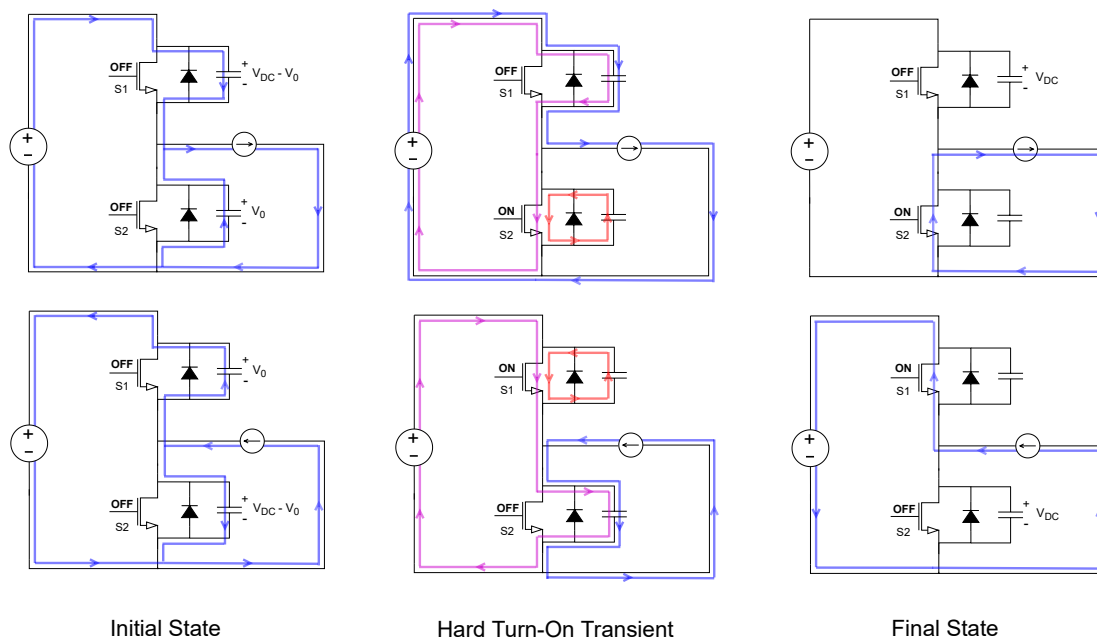 OFF
S1
+
V_DC - V_0
-
+
-
OFF
S2
+
V_0
-
OFF
S1
+
-
ON
S2
OFF
S1
+
V_DC
-
+
-
ON
S2
OFF
S1
+
V_0
-
+
-
OFF
S2
+
V_DC - V_0
-
ON
S1
+
-
OFF
S2
ON
S1
+
-
OFF
S2
+
V_DC
-
Initial State
Hard Turn-On Transient
Final State